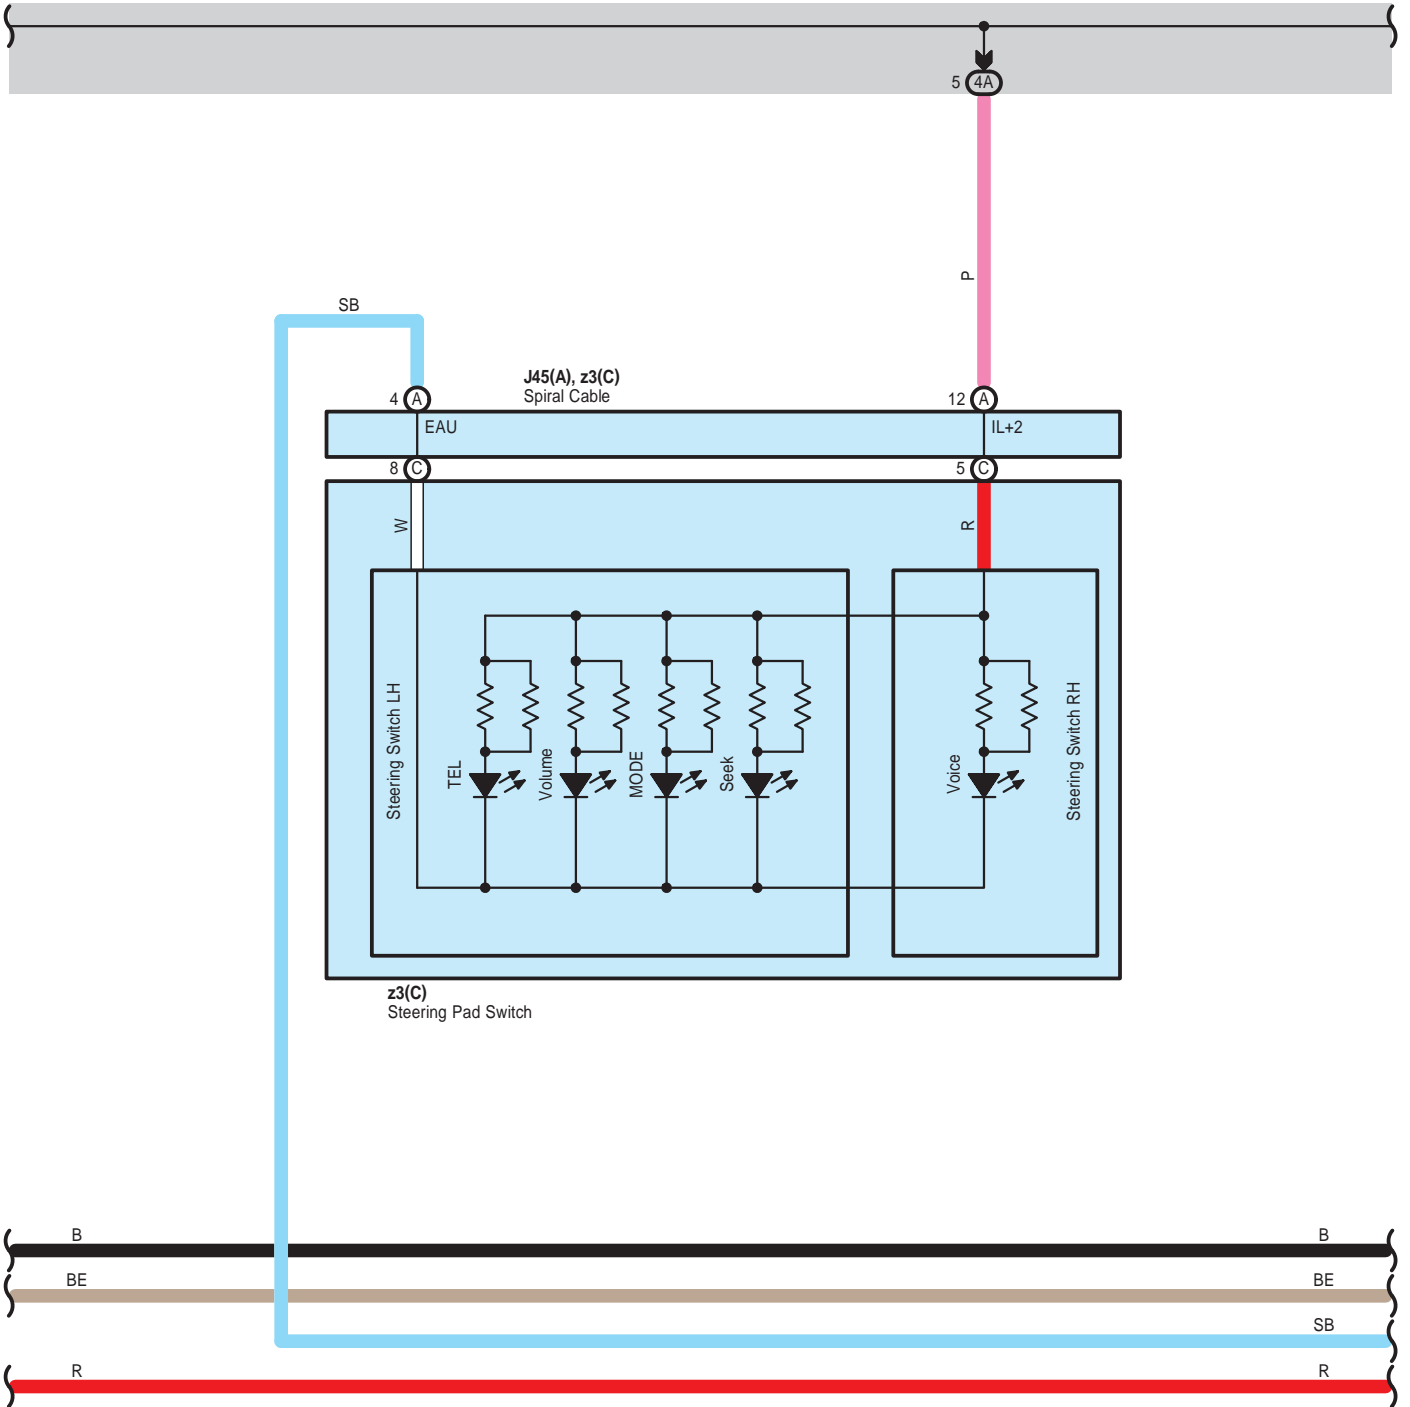 5 4A
P
SB
J45(A), z3(C)
Spiral Cable
4 A
12 A
EAU
IL+2
8 C
5 C
W
R
Steering Switch LH
TEL
Volume
MODE
Seek
Voice
Steering Switch RH
z3(C)
Steering Pad Switch
B
B
BE
BE
SB
R
R